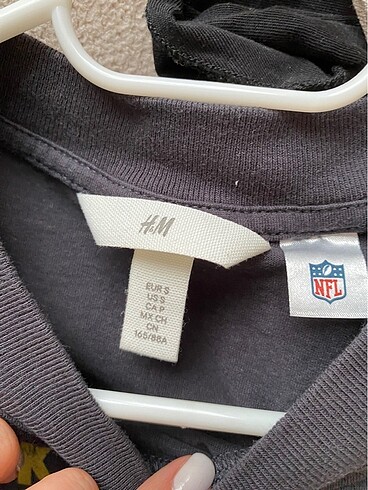 H&M
EUR S
US S
CA P
MX CH
CN
165/88A
NFL
K